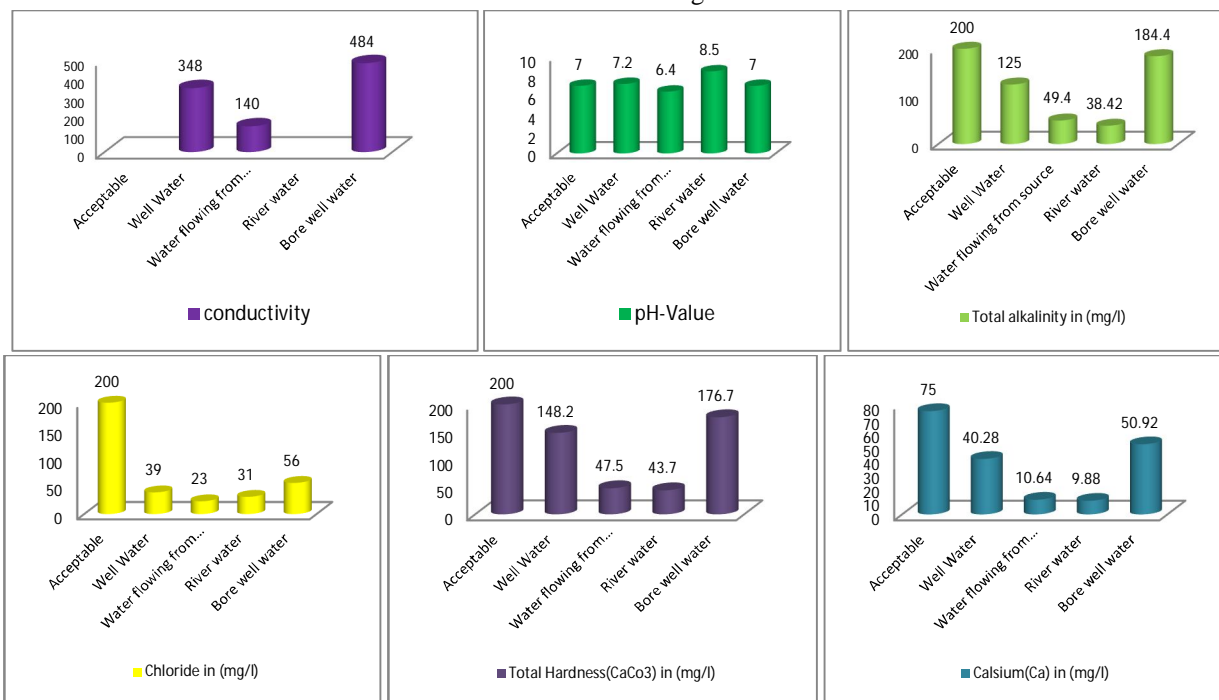 500
400
300
200
100
0
348
140
484
Acceptable
Well Water
Water flowing from...
River water
Bore well water
conductivity
10
8
6
4
2
0
7
7.2
6.4
8.5
7
Acceptable
Well Water
Water flowing from...
River water
Bore well water
pH-Value
200
100
0
200
125
49.4
38.42
184.4
Acceptable
Well Water
Water flowing from source
River water
Bore well water
Total alkalinity in (mg/l)
200
150
100
50
0
200
39
23
31
56
Acceptable
Well Water
Water flowing from...
River water
Bore well water
Chloride in (mg/l)
200
150
100
50
0
200
148.2
47.5
43.7
176.7
Acceptable
Well Water
Water flowing from...
River water
Bore well water
Total Hardness(CaCo3) in (mg/l)
80
70
60
50
40
30
20
10
0
75
40.28
10.64
9.88
50.92
Acceptable
Well Water
Water flowing from...
River water
Bore well water
Calsium(Ca) in (mg/l)